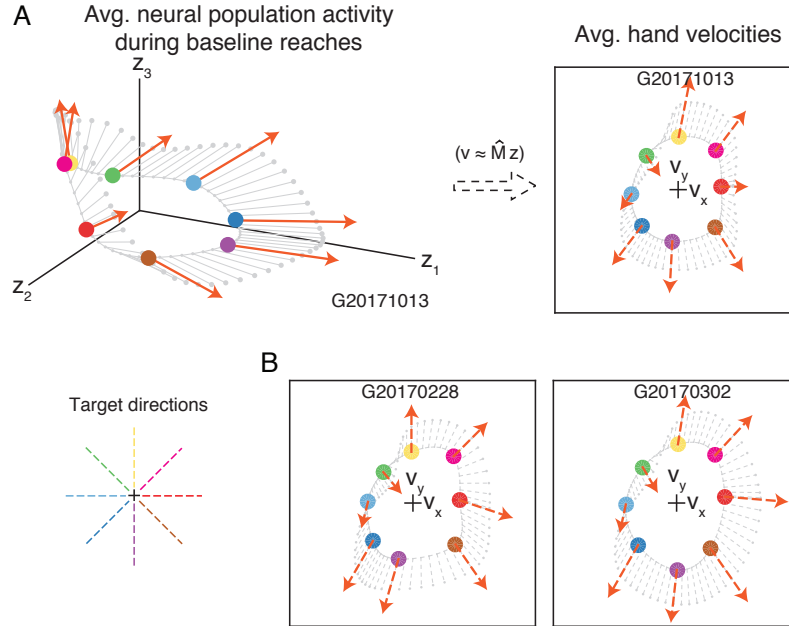 A
Avg. neural population activity
during baseline reaches
z3
z1
z2
G20171013
(v ≈ M̂ z)
Avg. hand velocities
G20171013
vy
vx
Target directions
B
G20170228
vy
vx
G20170302
vy
vx